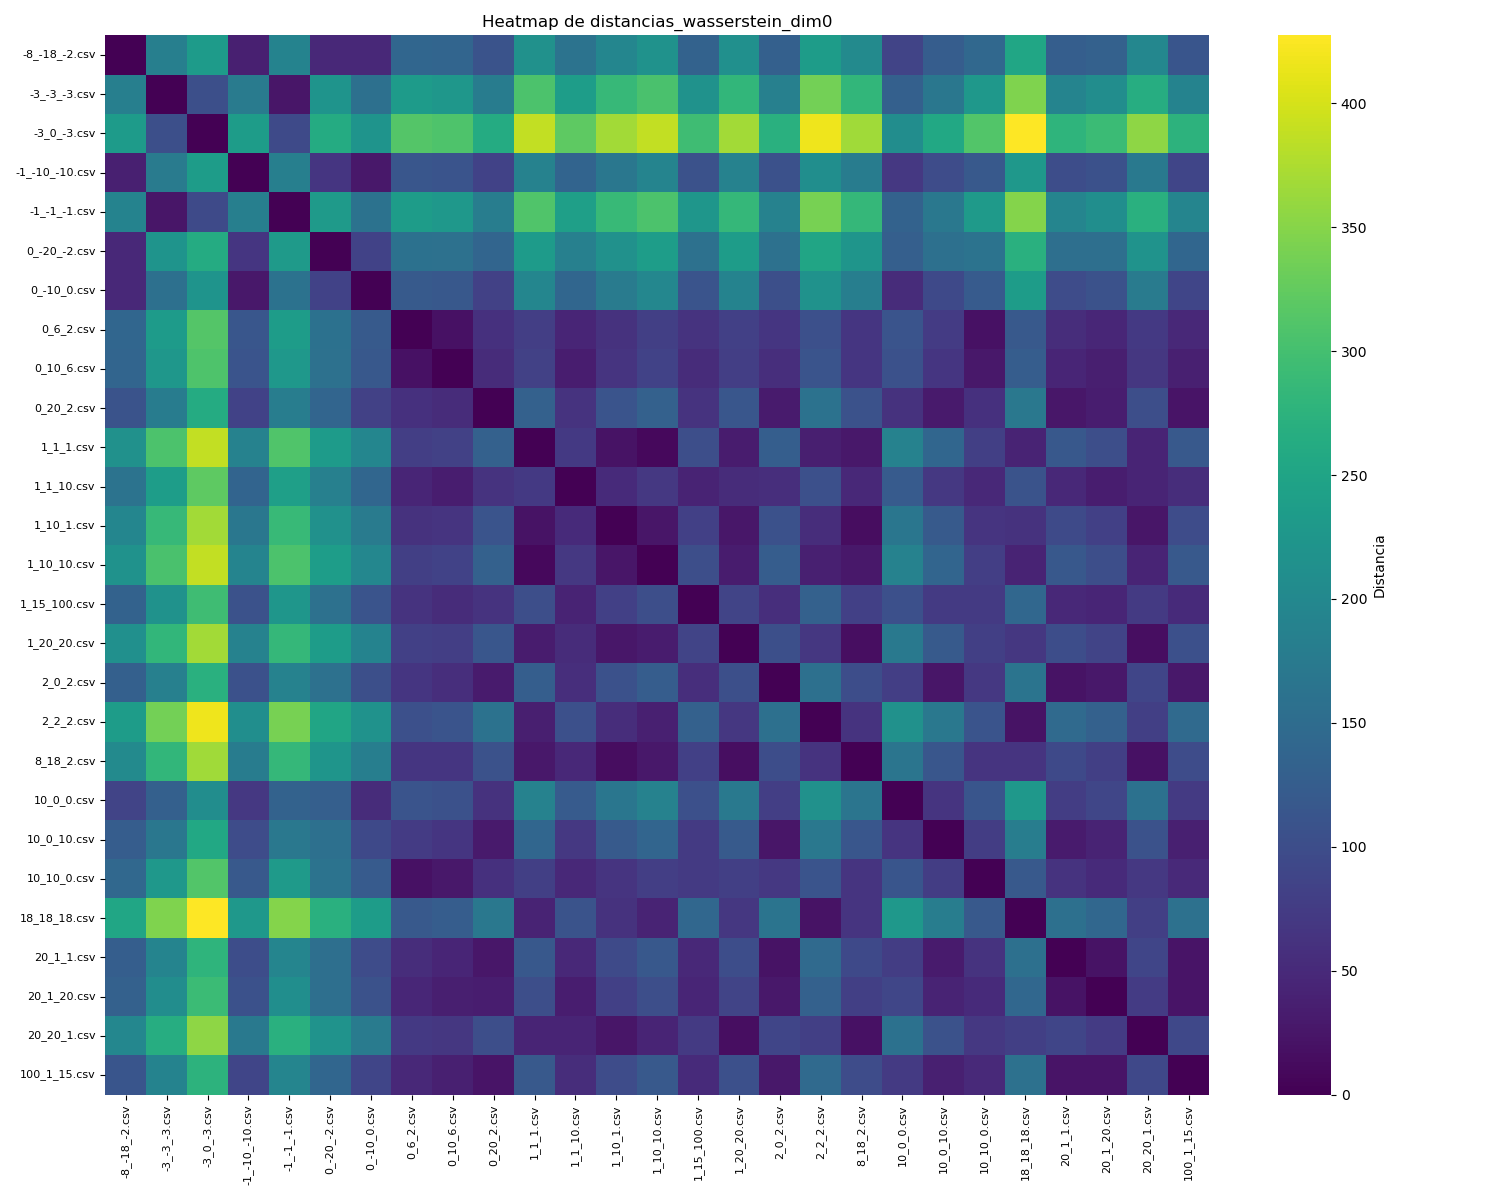 Heatmap de distancias_wasserstein_dim0
-8_-18_-2.csv
-3_-3_-3.csv
-3_0_-3.csv
-1_-10_-10.csv
-1_-1_-1.csv
0_-20_-2.csv
0_-10_0.csv
0_6_2.csv
0_10_6.csv
0_20_2.csv
1_1_1.csv
1_1_10.csv
1_10_1.csv
1_10_10.csv
1_15_100.csv
1_20_20.csv
2_0_2.csv
2_2_2.csv
8_18_2.csv
10_0_0.csv
10_0_10.csv
10_10_0.csv
18_18_18.csv
20_1_1.csv
20_1_20.csv
20_20_1.csv
100_1_15.csv
-8_-18_-2.csv
-3_-3_-3.csv
-3_0_-3.csv
-1_-10_-10.csv
-1_-1_-1.csv
0_-20_-2.csv
0_-10_0.csv
0_6_2.csv
0_10_6.csv
0_20_2.csv
1_1_1.csv
1_1_10.csv
1_10_1.csv
1_10_10.csv
1_15_100.csv
1_20_20.csv
2_0_2.csv
2_2_2.csv
8_18_2.csv
10_0_0.csv
10_0_10.csv
10_10_0.csv
18_18_18.csv
20_1_1.csv
20_1_20.csv
20_20_1.csv
100_1_15.csv
400
350
300
250
200
150
100
50
0
Distancia